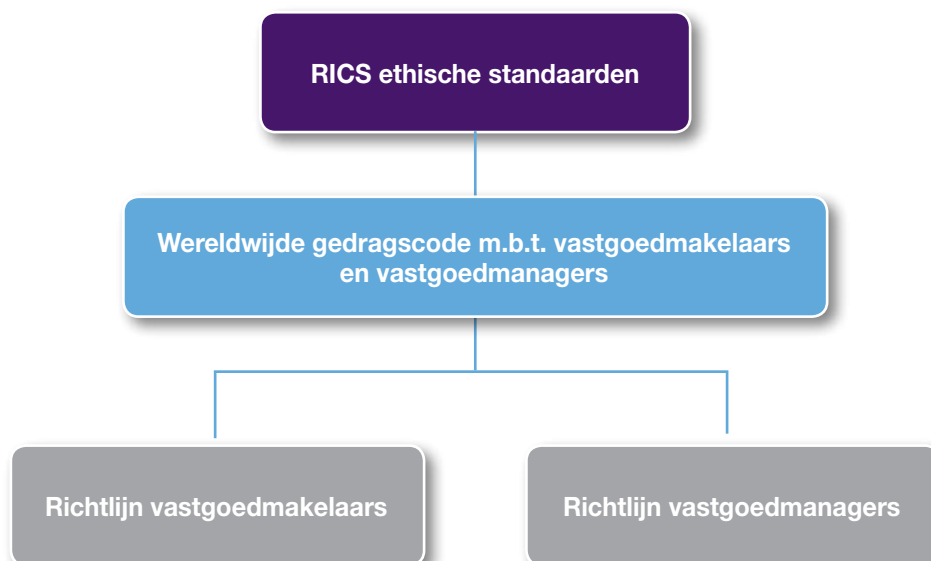 RICS ethische standaarden
Wereldwijde gedragscode m.b.t. vastgoedmakelaars
en vastgoedmanagers
Richtlijn vastgoedmakelaars
Richtlijn vastgoedmanagers